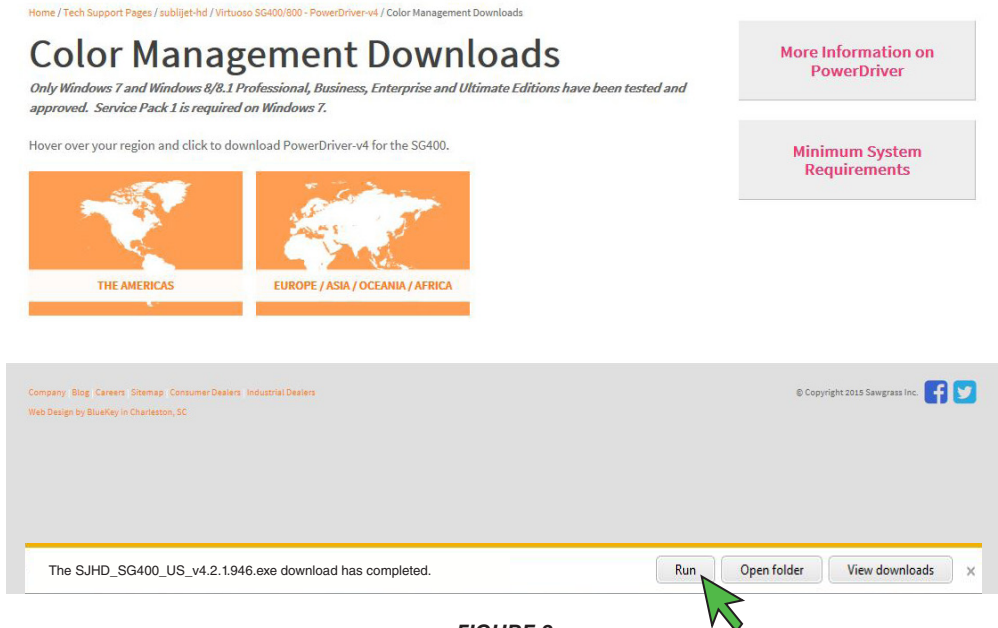 Home / Tech Support Pages / sublijet-hd / Virtuoso SG400/800 - PowerDriver-v4 / Color Management Downloads
Color Management Downloads
Only Windows 7 and Windows 8/8.1 Professional, Business, Enterprise and Ultimate Editions have been tested and
approved. Service Pack 1 is required on Windows 7.
Hover over your region and click to download PowerDriver-v4 for the SG400.
THE AMERICAS
EUROPE / ASIA / OCEANIA / AFRICA
More Information on
PowerDriver
Minimum System
Requirements
Company Blog Careers Sitemap Consumer Dealers Industrial Dealers
Web Design by BlueKey in Charleston, SC
© Copyright 2015 Sawgrass Inc.
The SJHD_SG400_US_v4.2.1.946.exe download has completed.
Run
Open folder
View downloads
x
FIGURE